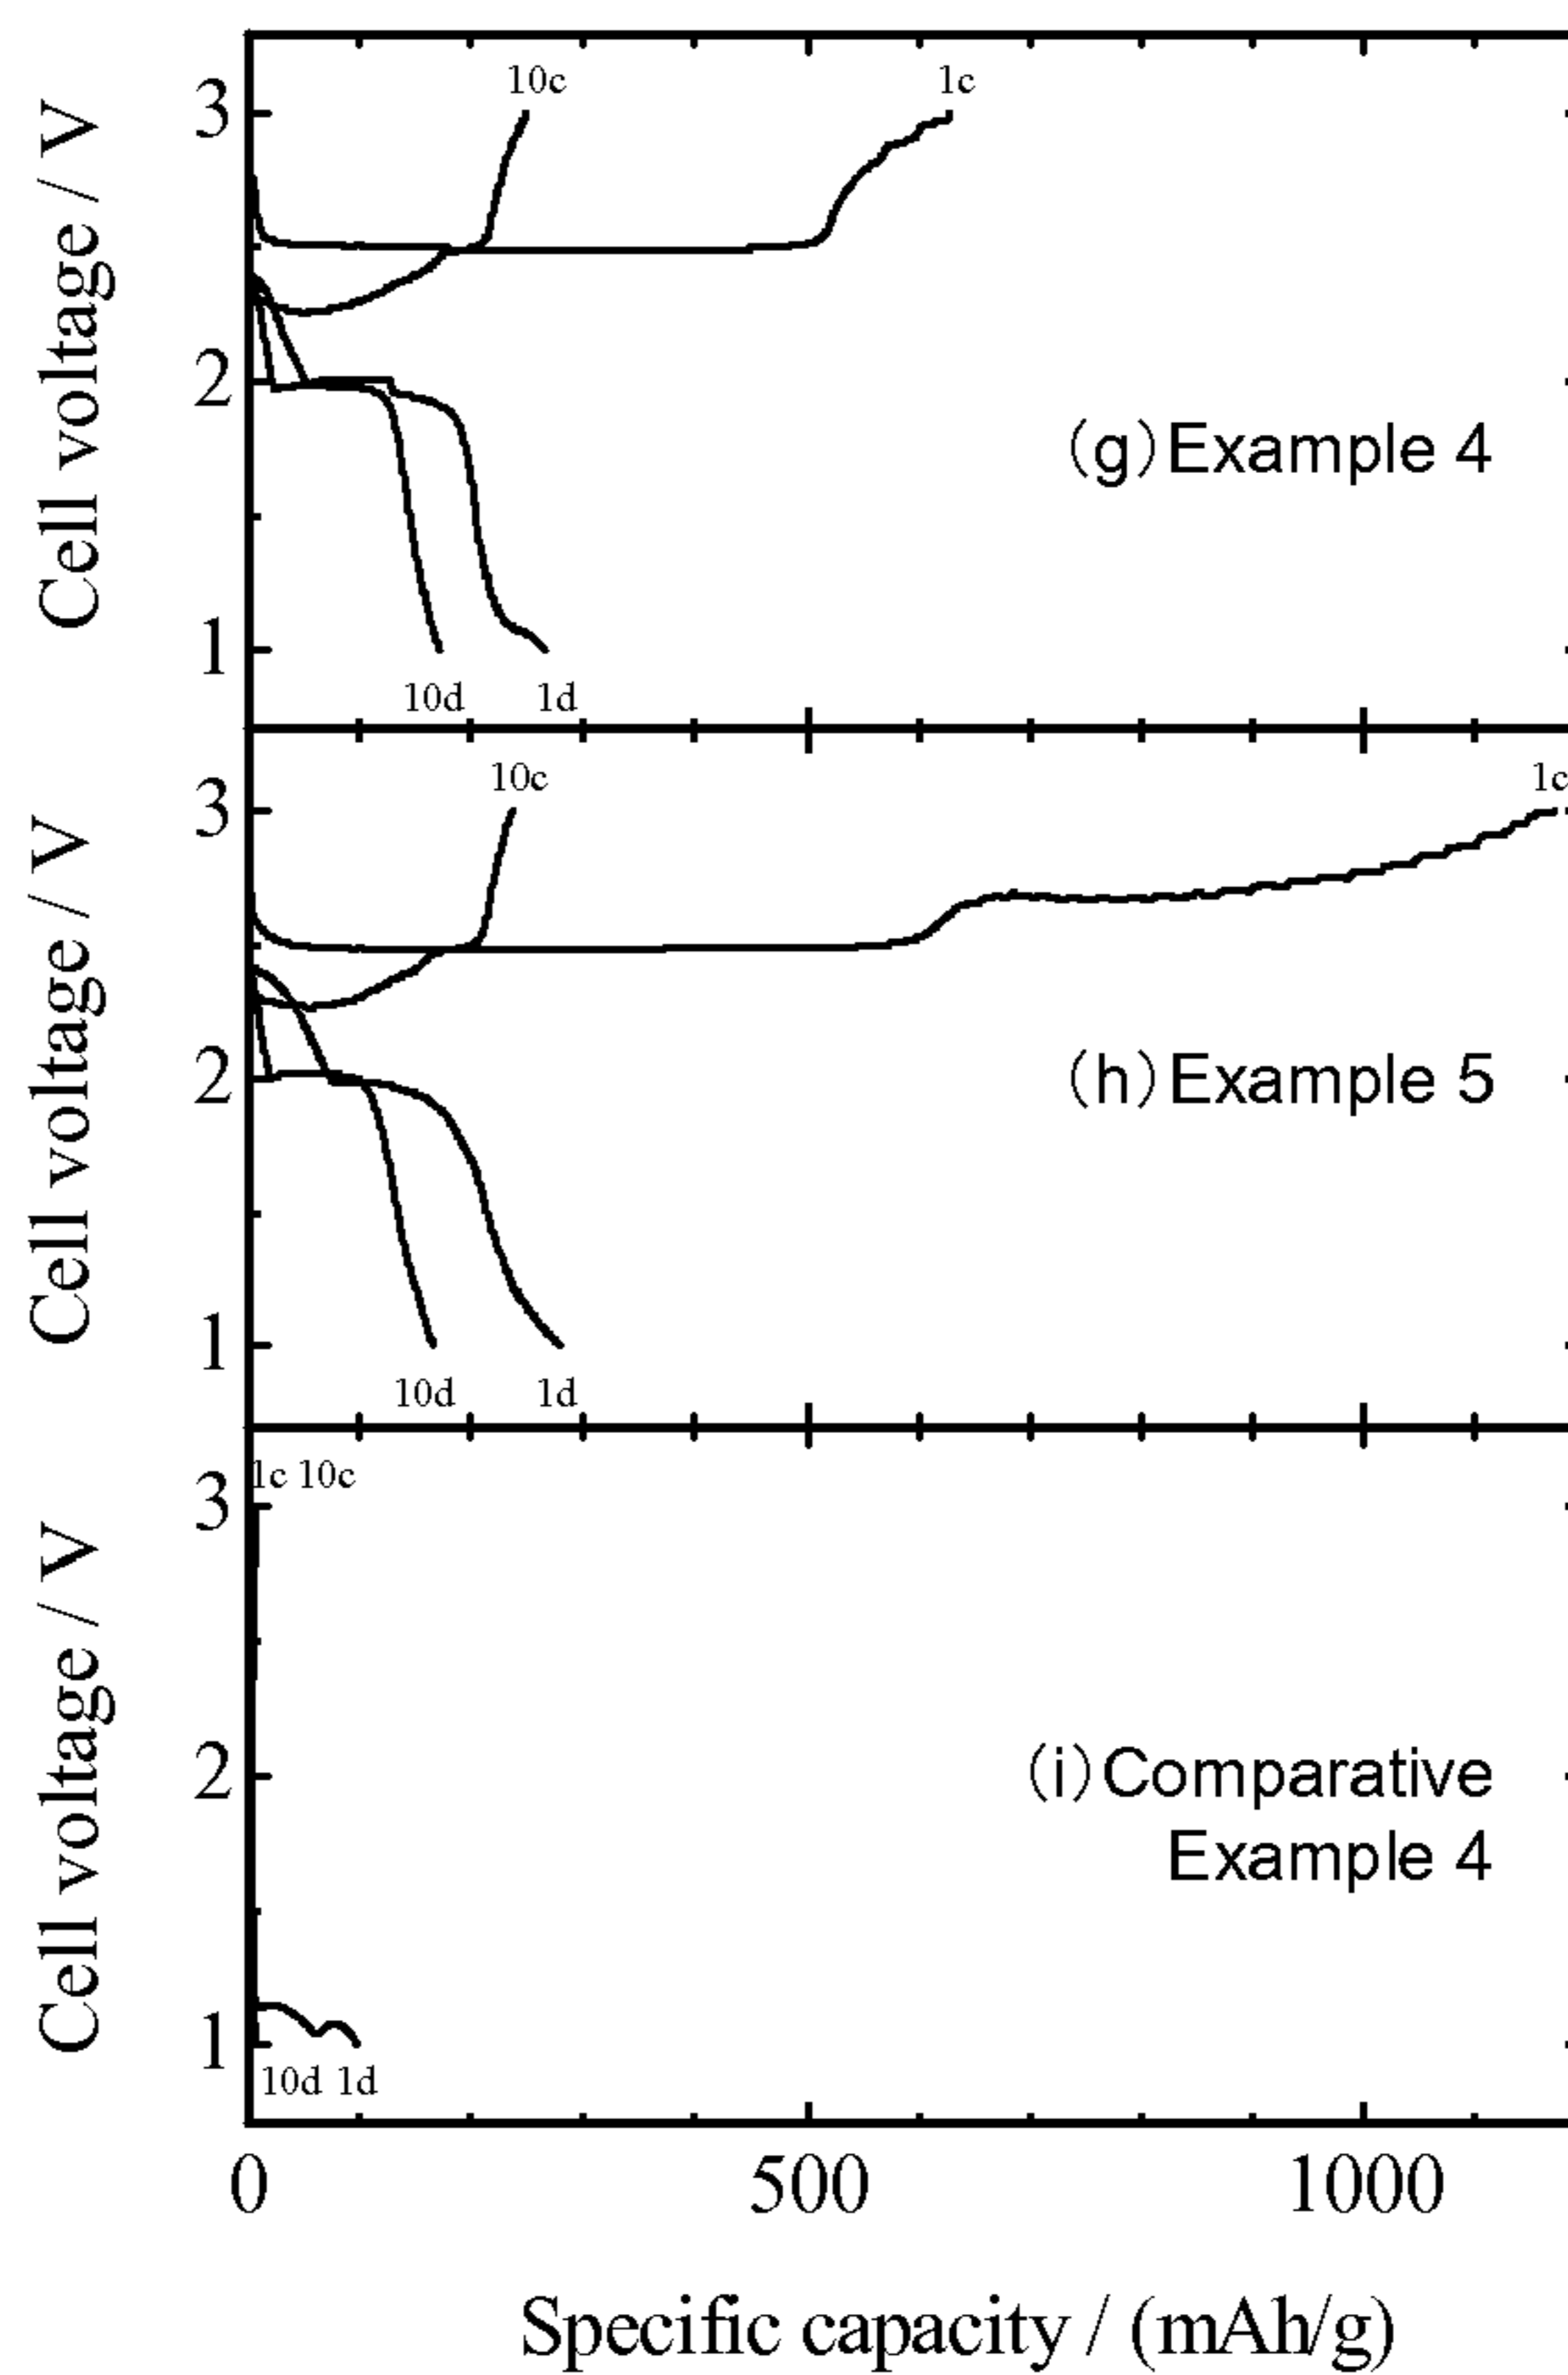 10c 1c
3
Cell voltage / V
2
(g) Example 4
1
10d 1d
10c 1c
3
Cell voltage / V
2
(h) Example 5
1
10d 1d
1c 10c
3
Cell voltage / V
2
(i) Comparative
Example 4
1
10d 1d
0 500 1000
Specific capacity / (mAh/g)